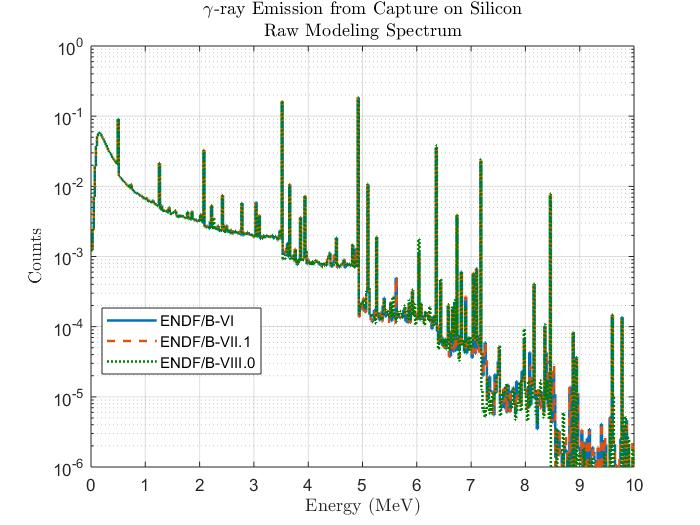 γ-ray Emission from Capture on Silicon
Raw Modeling Spectrum
10^0
10^-1
10^-2
10^-3
10^-4
10^-5
10^-6
Counts
ENDF/B-VI
ENDF/B-VII.1
ENDF/B-VIII.0
0 1 2 3 4 5 6 7 8 9 10
Energy (MeV)